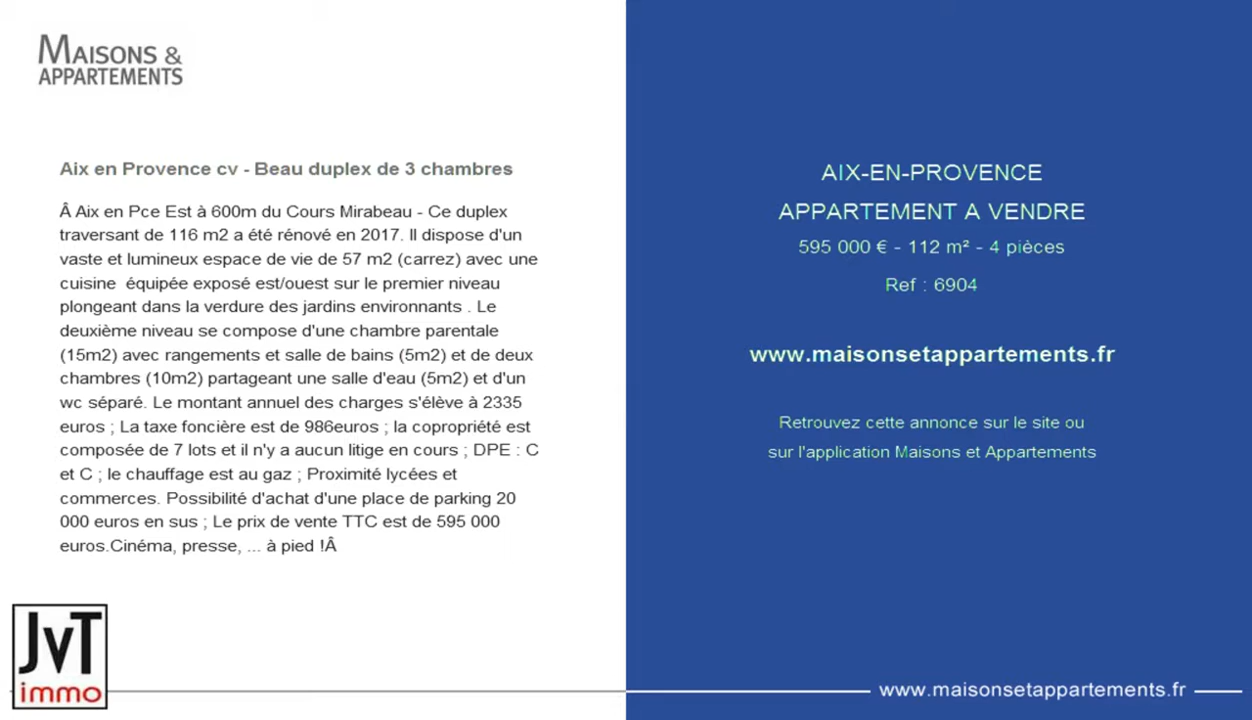 MAISONS &
APPARTEMENTS
Aix en Provence cv - Beau duplex de 3 chambres
Â Aix en Pce Est à 600m du Cours Mirabeau - Ce duplex
traversant de 116 m2 a été rénové en 2017. Il dispose d'un
vaste et lumineux espace de vie de 57 m2 (carrez) avec une
cuisine  équipée exposé est/ouest sur le premier niveau
plongeant dans la verdure des jardins environnants . Le
deuxième niveau se compose d'une chambre parentale
(15m2) avec rangements et salle de bains (5m2) et de deux
chambres (10m2) partageant une salle d'eau (5m2) et d'un
wc séparé. Le montant annuel des charges s'élève à 2335
euros ; La taxe foncière est de 986euros ; la copropriété est
composée de 7 lots et il n'y a aucun litige en cours ; DPE : C
et C ; le chauffage est au gaz ; Proximité lycées et
commerces. Possibilité d'achat d'une place de parking 20
000 euros en sus ; Le prix de vente TTC est de 595 000
euros.Cinéma, presse, ... à pied !Â
JvT
immo
AIX-EN-PROVENCE
APPARTEMENT A VENDRE
595 000 € - 112 m² - 4 pièces
Ref : 6904
www.maisonsetappartements.fr
Retrouvez cette annonce sur le site ou
sur l'application Maisons et Appartements
www.maisonsetappartements.fr